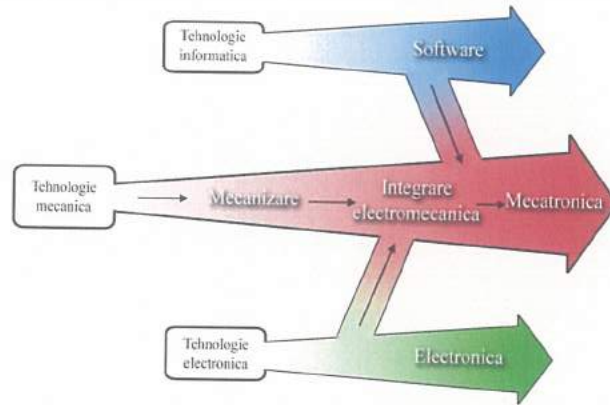 Tehnologie
informatica
Software
Tehnologie
mecanica
Mecanizare
Integrare
electromecanica
Mecatronica
Tehnologie
electronica
Electronica